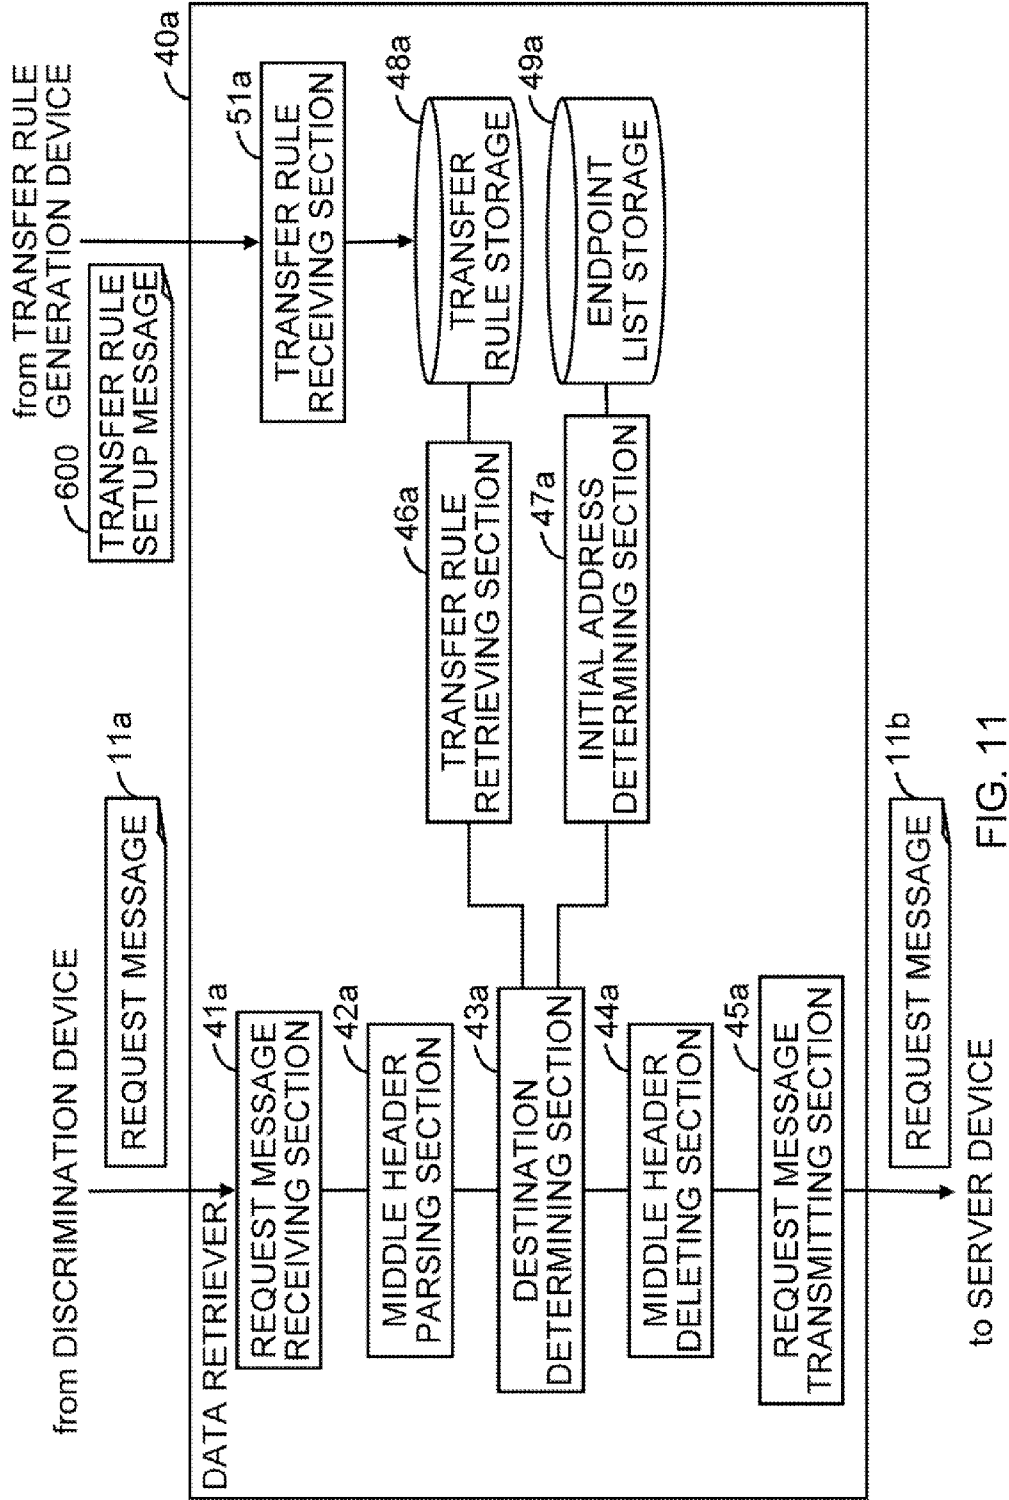 from DISCRIMINATION DEVICE
REQUEST MESSAGE
11a
from TRANSFER RULE
GENERATION DEVICE
600
TRANSFER RULE
SETUP MESSAGE
40a
DATA RETRIEVER
REQUEST MESSAGE
RECEIVING SECTION
41a
MIDDLE HEADER
PARSING SECTION
42a
DESTINATION
DETERMINING SECTION
43a
MIDDLE HEADER
DELETING SECTION
44a
REQUEST MESSAGE
TRANSMITTING SECTION
45a
TRANSFER RULE
RETRIEVING SECTION
46a
INITIAL ADDRESS
DETERMINING SECTION
47a
TRANSFER RULE
RECEIVING SECTION
51a
TRANSFER
RULE STORAGE
48a
ENDPOINT
LIST STORAGE
49a
to SERVER DEVICE
REQUEST MESSAGE
11b
FIG. 11